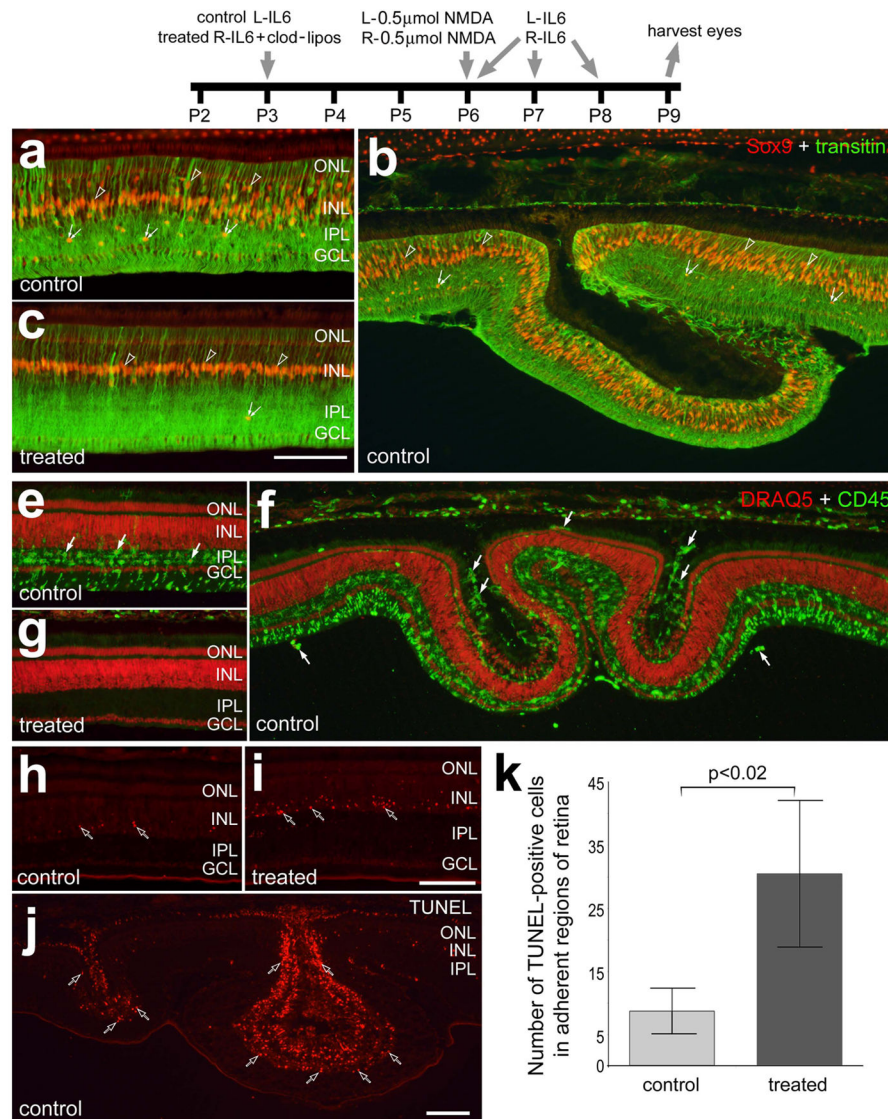 control L-IL6
treated R-IL6+clod-lipos
L-0.5µmol NMDA
R-0.5µmol NMDA
L-IL6
R-IL6
harvest eyes
P2 P3 P4 P5 P6 P7 P8 P9
a
ONL
INL
IPL
GCL
control
b
Sox9 + transitin
control
c
ONL
INL
IPL
GCL
treated
e
ONL
INL
IPL
GCL
control
f
DRAQ5 + CD45
control
g
ONL
INL
IPL
GCL
treated
h
ONL
INL
IPL
GCL
control
i
ONL
INL
IPL
GCL
treated
j
TUNEL
ONL
INL
IPL
control
k
p<0.02
Number of TUNEL-positive cells
in adherent regions of retina
45
35
25
15
5
0
control treated